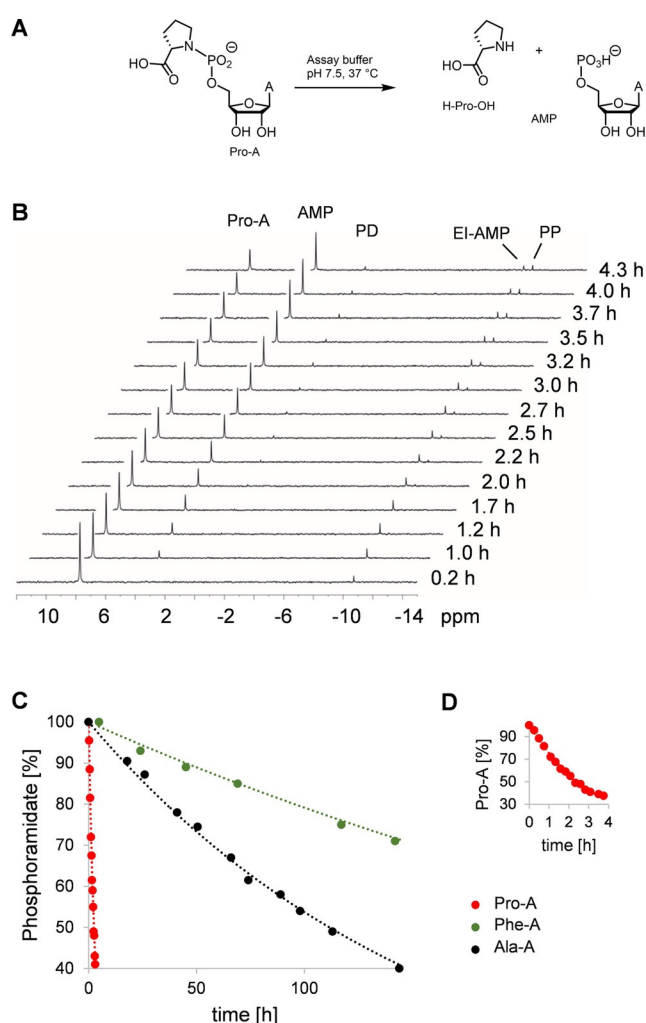 A
HO
O
N
PO2
⊖
O
O
A
OH OH
Pro-A
Assay buffer
pH 7.5, 37 °C
HO
O
NH
H-Pro-OH
+
AMP
PO3H
⊖
O
O
A
OH OH
B
Pro-A
AMP
PD
EI-AMP
PP
4.3 h
4.0 h
3.7 h
3.5 h
3.2 h
3.0 h
2.7 h
2.5 h
2.2 h
2.0 h
1.7 h
1.2 h
1.0 h
0.2 h
10 6 2 -2 -6 -10 -14 ppm
C
Phosphoramidate [%]
100
90
80
70
60
50
40
0 50 100
time [h]
D
Pro-A [%]
90
70
50
30
0 1 2 3 4
time [h]
Pro-A
Phe-A
Ala-A